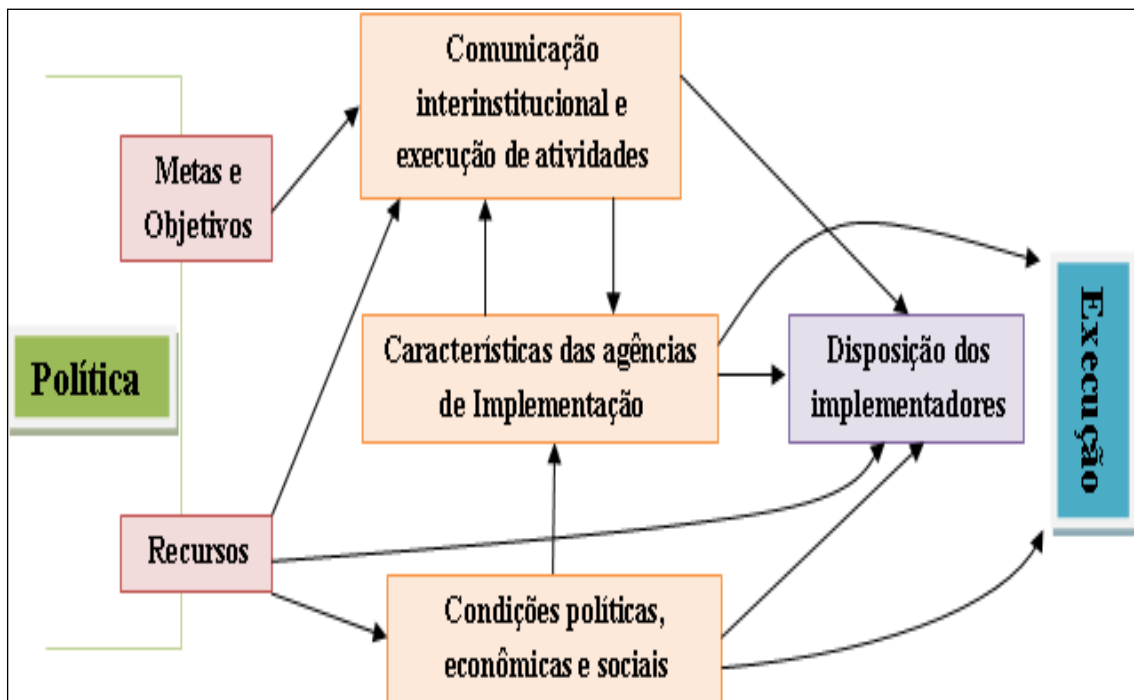 Comunicação
interinstitucional e
execução de atividades
Metas e
Objetivos
Política
Características das agências
de Implementação
Disposição dos
implementadores
Execução
Recursos
Condições políticas,
econômicas e sociais